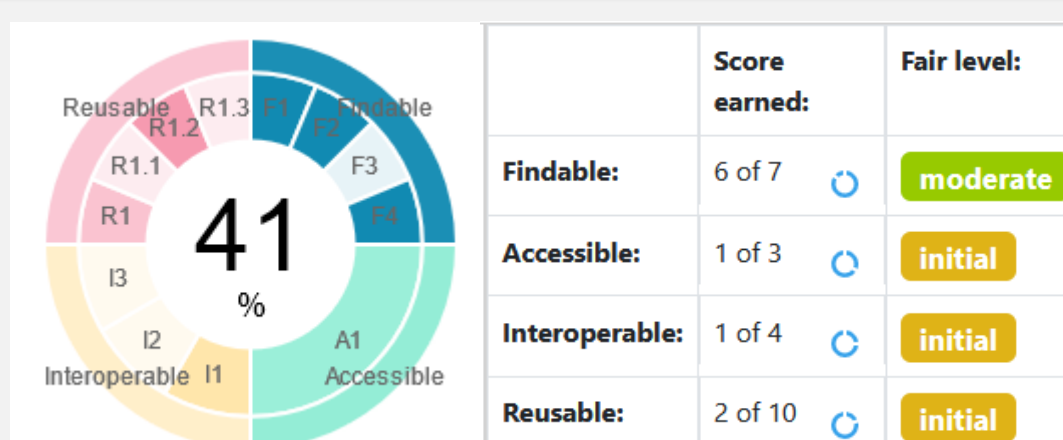 Reusable
Findable
R1.3
F1
R1.2
F2
R1.1
F3
R1
F4
41
%
I3
I2
A1
Interoperable
I1
Accessible
Score earned:
Fair level:
Findable:
6 of 7
moderate
Accessible:
1 of 3
initial
Interoperable:
1 of 4
initial
Reusable:
2 of 10
initial